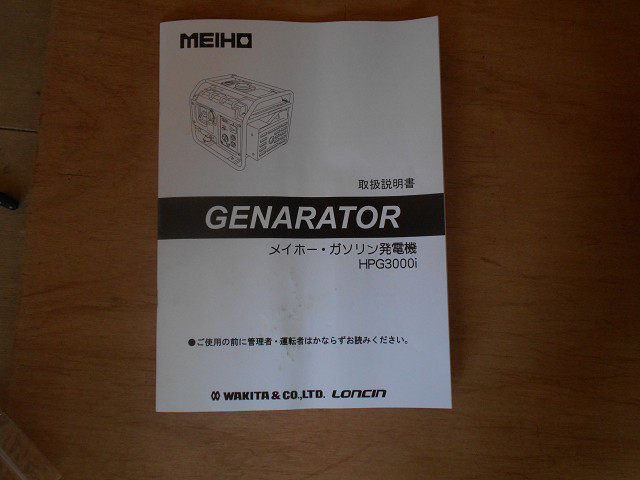 MEIHO
取扱説明書
GENARATOR
メイホー・ガソリン発電機
HPG3000i
●ご使用の前に管理者・運転者はかならずお読みください。
WAKITA & CO.,LTD. LONCIN